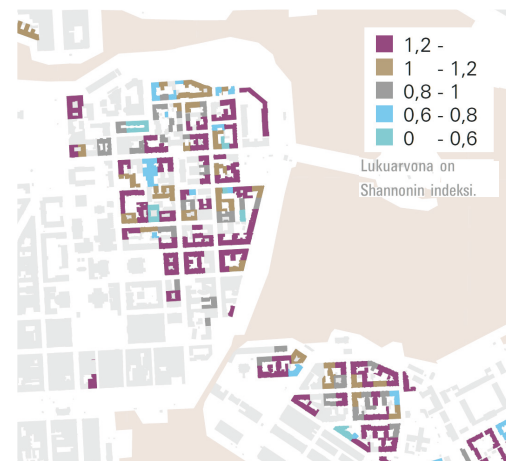 1,2 -
1 - 1,2
0,8 - 1
0,6 - 0,8
0 - 0,6
Lukuarvona on
Shannonin indeksi.